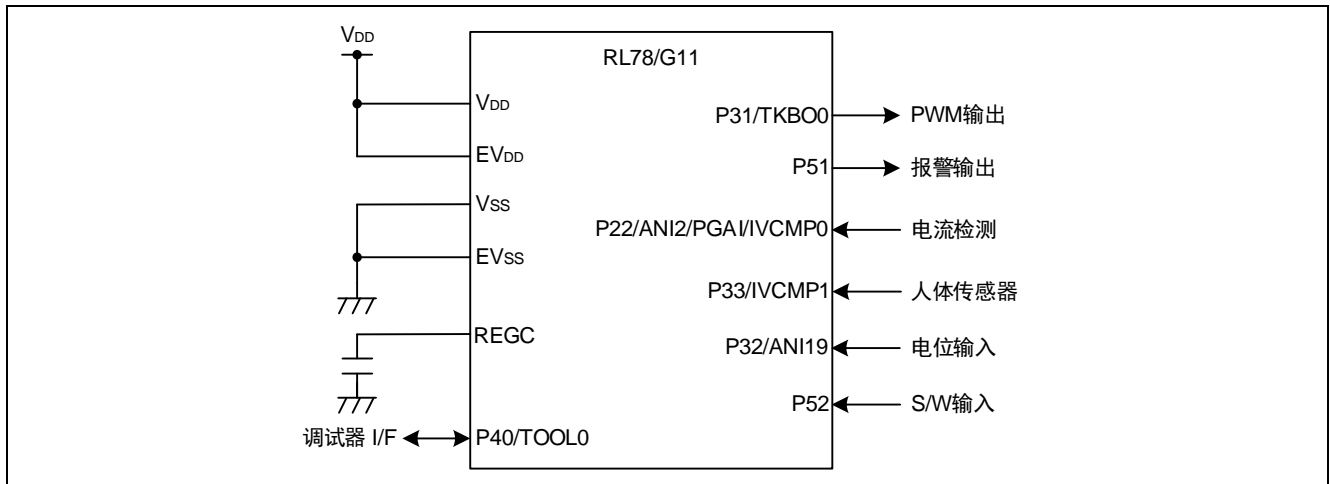 VDD
RL78/G11
VDD
EVDD
VSS
EVSS
REGC
调试器 I/F
P40/TOOL0
P31/TKBO0
PWM输出
P51
报警输出
P22/ANI2/PGAI/IVCMP0
电流检测
P33/IVCMP1
人体传感器
P32/ANI19
电位输入
P52
S/W输入